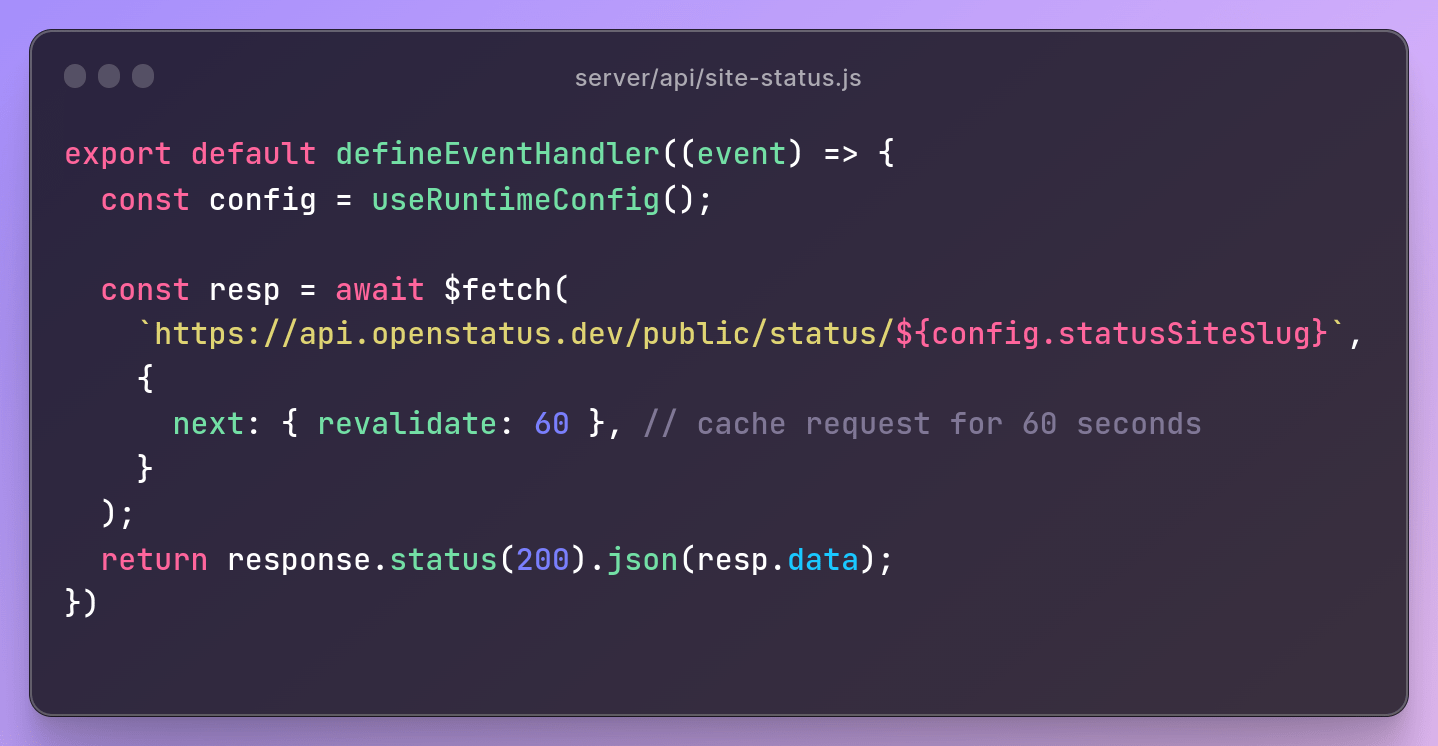 server/api/site-status.js
export default defineEventHandler((event) => {
  const config = useRuntimeConfig();

  const resp = await $fetch(
    `https://api.openstatus.dev/public/status/${config.statusSiteSlug}`,
    {
      next: { revalidate: 60 }, // cache request for 60 seconds
    }
  );
  return response.status(200).json(resp.data);
})